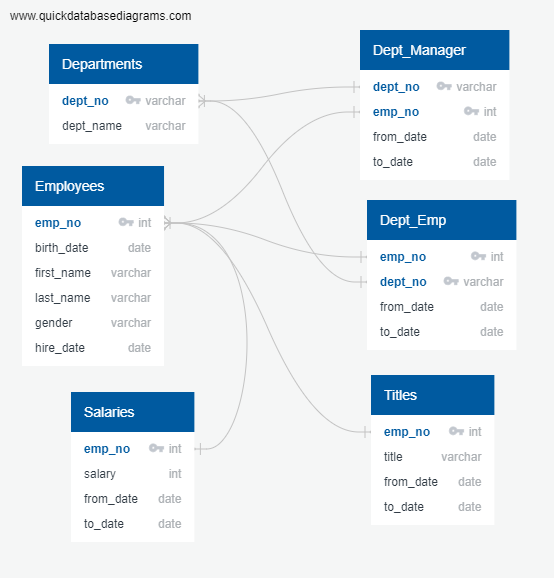 www.quickdatabasediagrams.com
Departments
dept_no varchar
dept_name varchar
Dept_Manager
dept_no varchar
emp_no int
from_date date
to_date date
Employees
emp_no int
birth_date date
first_name varchar
last_name varchar
gender varchar
hire_date date
Dept_Emp
emp_no int
dept_no varchar
from_date date
to_date date
Salaries
emp_no int
salary int
from_date date
to_date date
Titles
emp_no int
title varchar
from_date date
to_date date